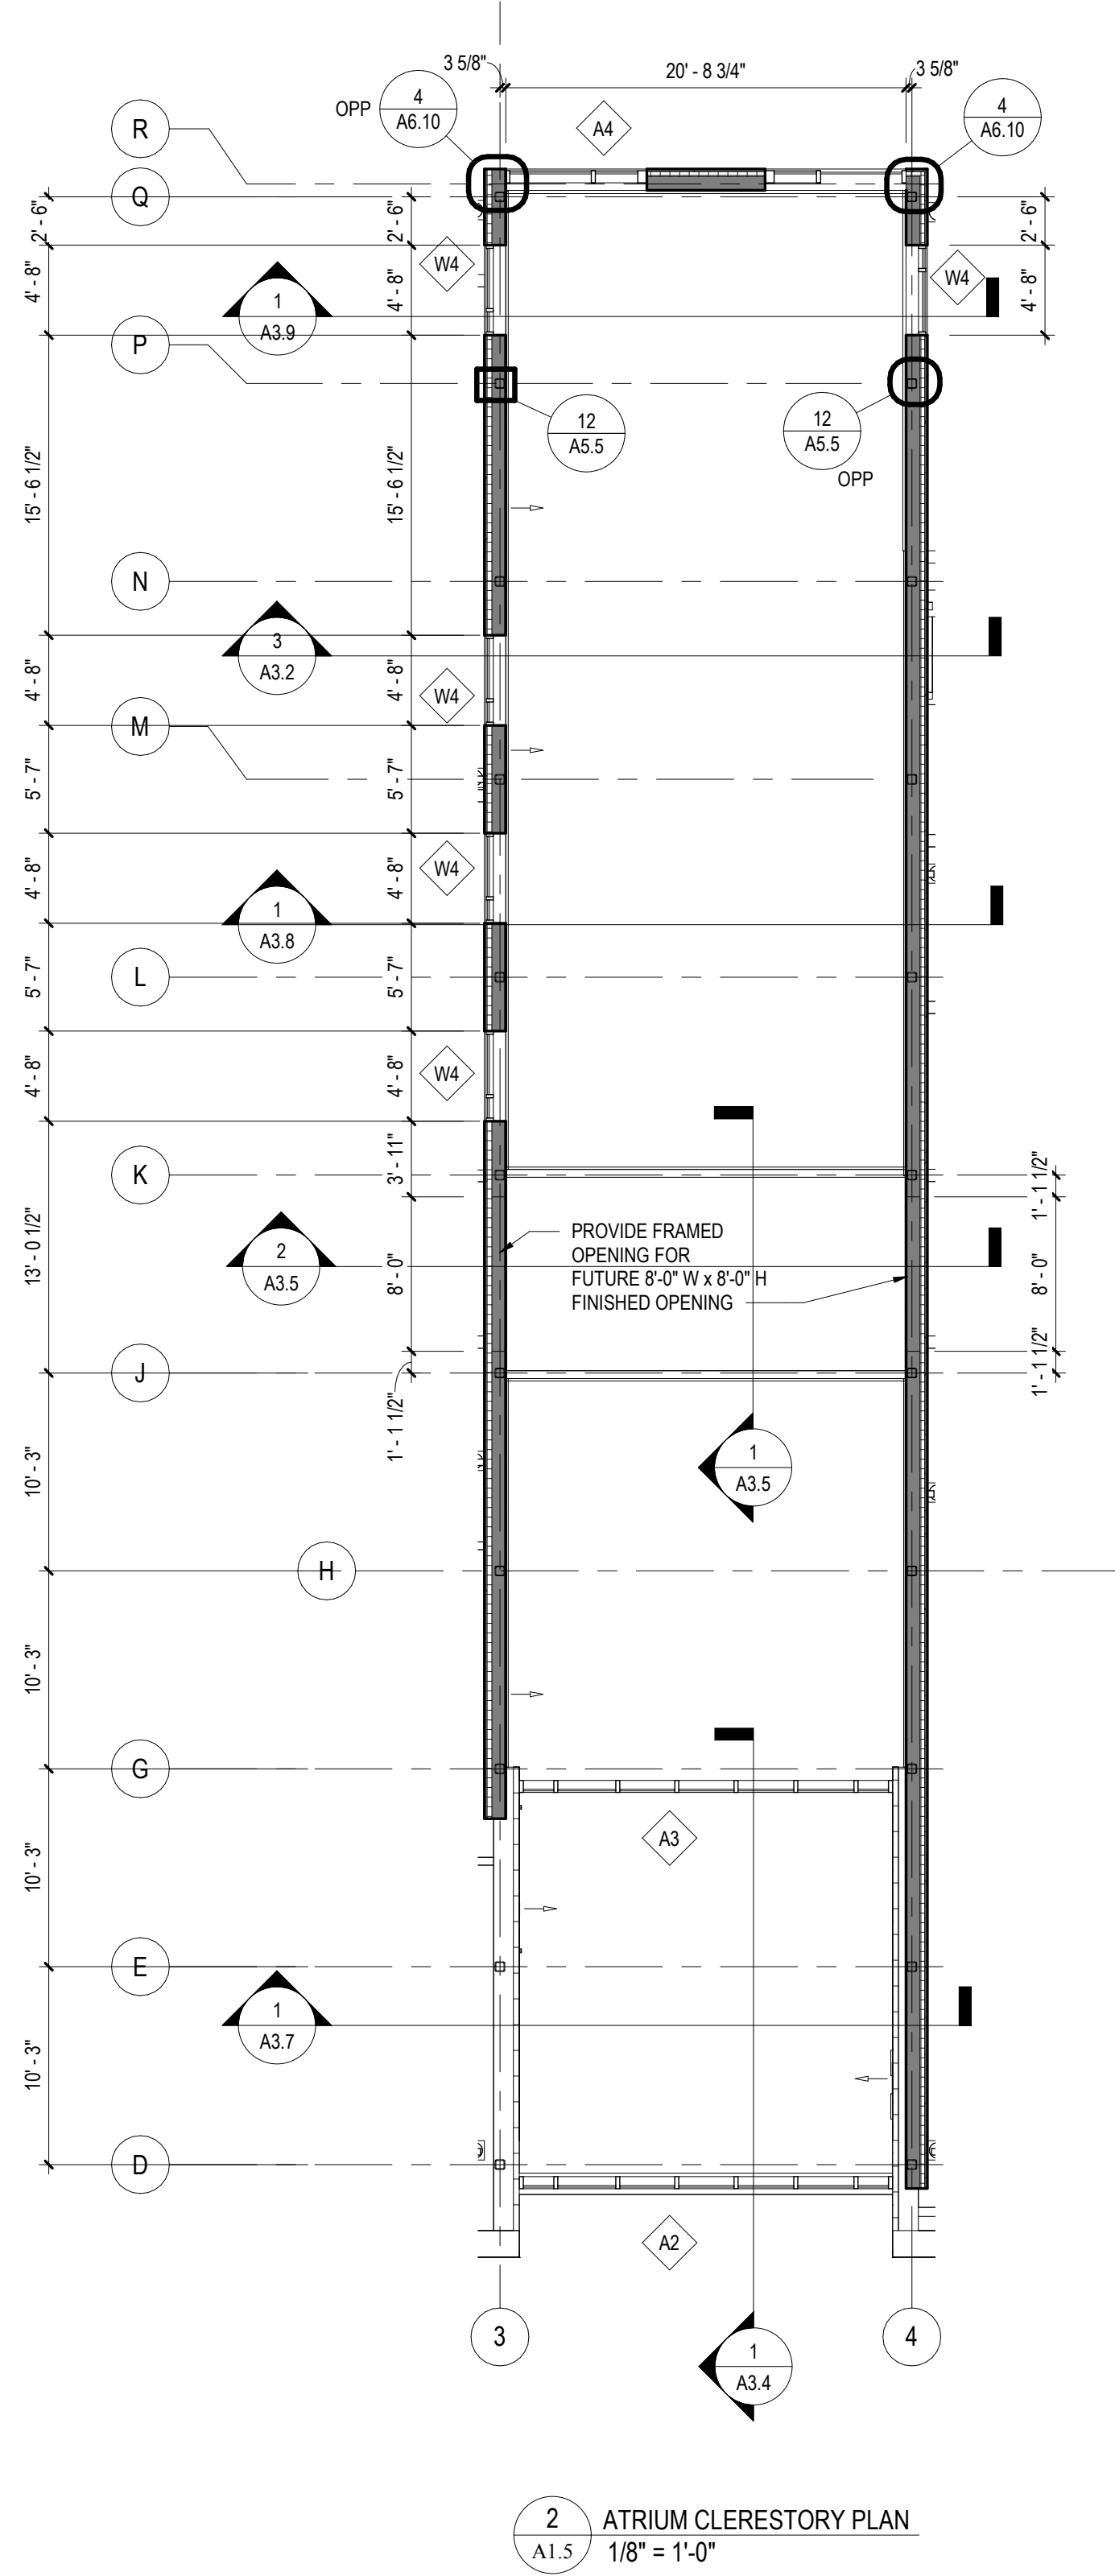 3 5/8"
20' - 8 3/4"
3 5/8"
OPP
4
A6.10
A4
4
A6.10
R
Q
2' - 6"
2' - 6"
2' - 6"
W4
W4
4' - 8"
4' - 8"
4' - 8"
1
A3.9
P
12
A5.5
12
A5.5
OPP
15' - 6 1/2"
15' - 6 1/2"
N
3
A3.2
4' - 8"
4' - 8"
W4
M
5' - 7"
5' - 7"
4' - 8"
4' - 8"
W4
1
A3.8
L
5' - 7"
5' - 7"
4' - 8"
4' - 8"
W4
K
3' - 11"
1' - 1 1/2"
13' - 0 1/2"
2
A3.5
8' - 0"
PROVIDE FRAMED
OPENING FOR
FUTURE 8'-0" W x 8'-0" H
FINISHED OPENING
8' - 0"
J
1' - 1 1/2"
1' - 1 1/2"
10' - 3"
1
A3.5
H
10' - 3"
G
A3
10' - 3"
E
1
A3.7
10' - 3"
D
A2
3
4
1
A3.4
2
A1.5
ATRIUM CLERESTORY PLAN
1/8" = 1'-0"